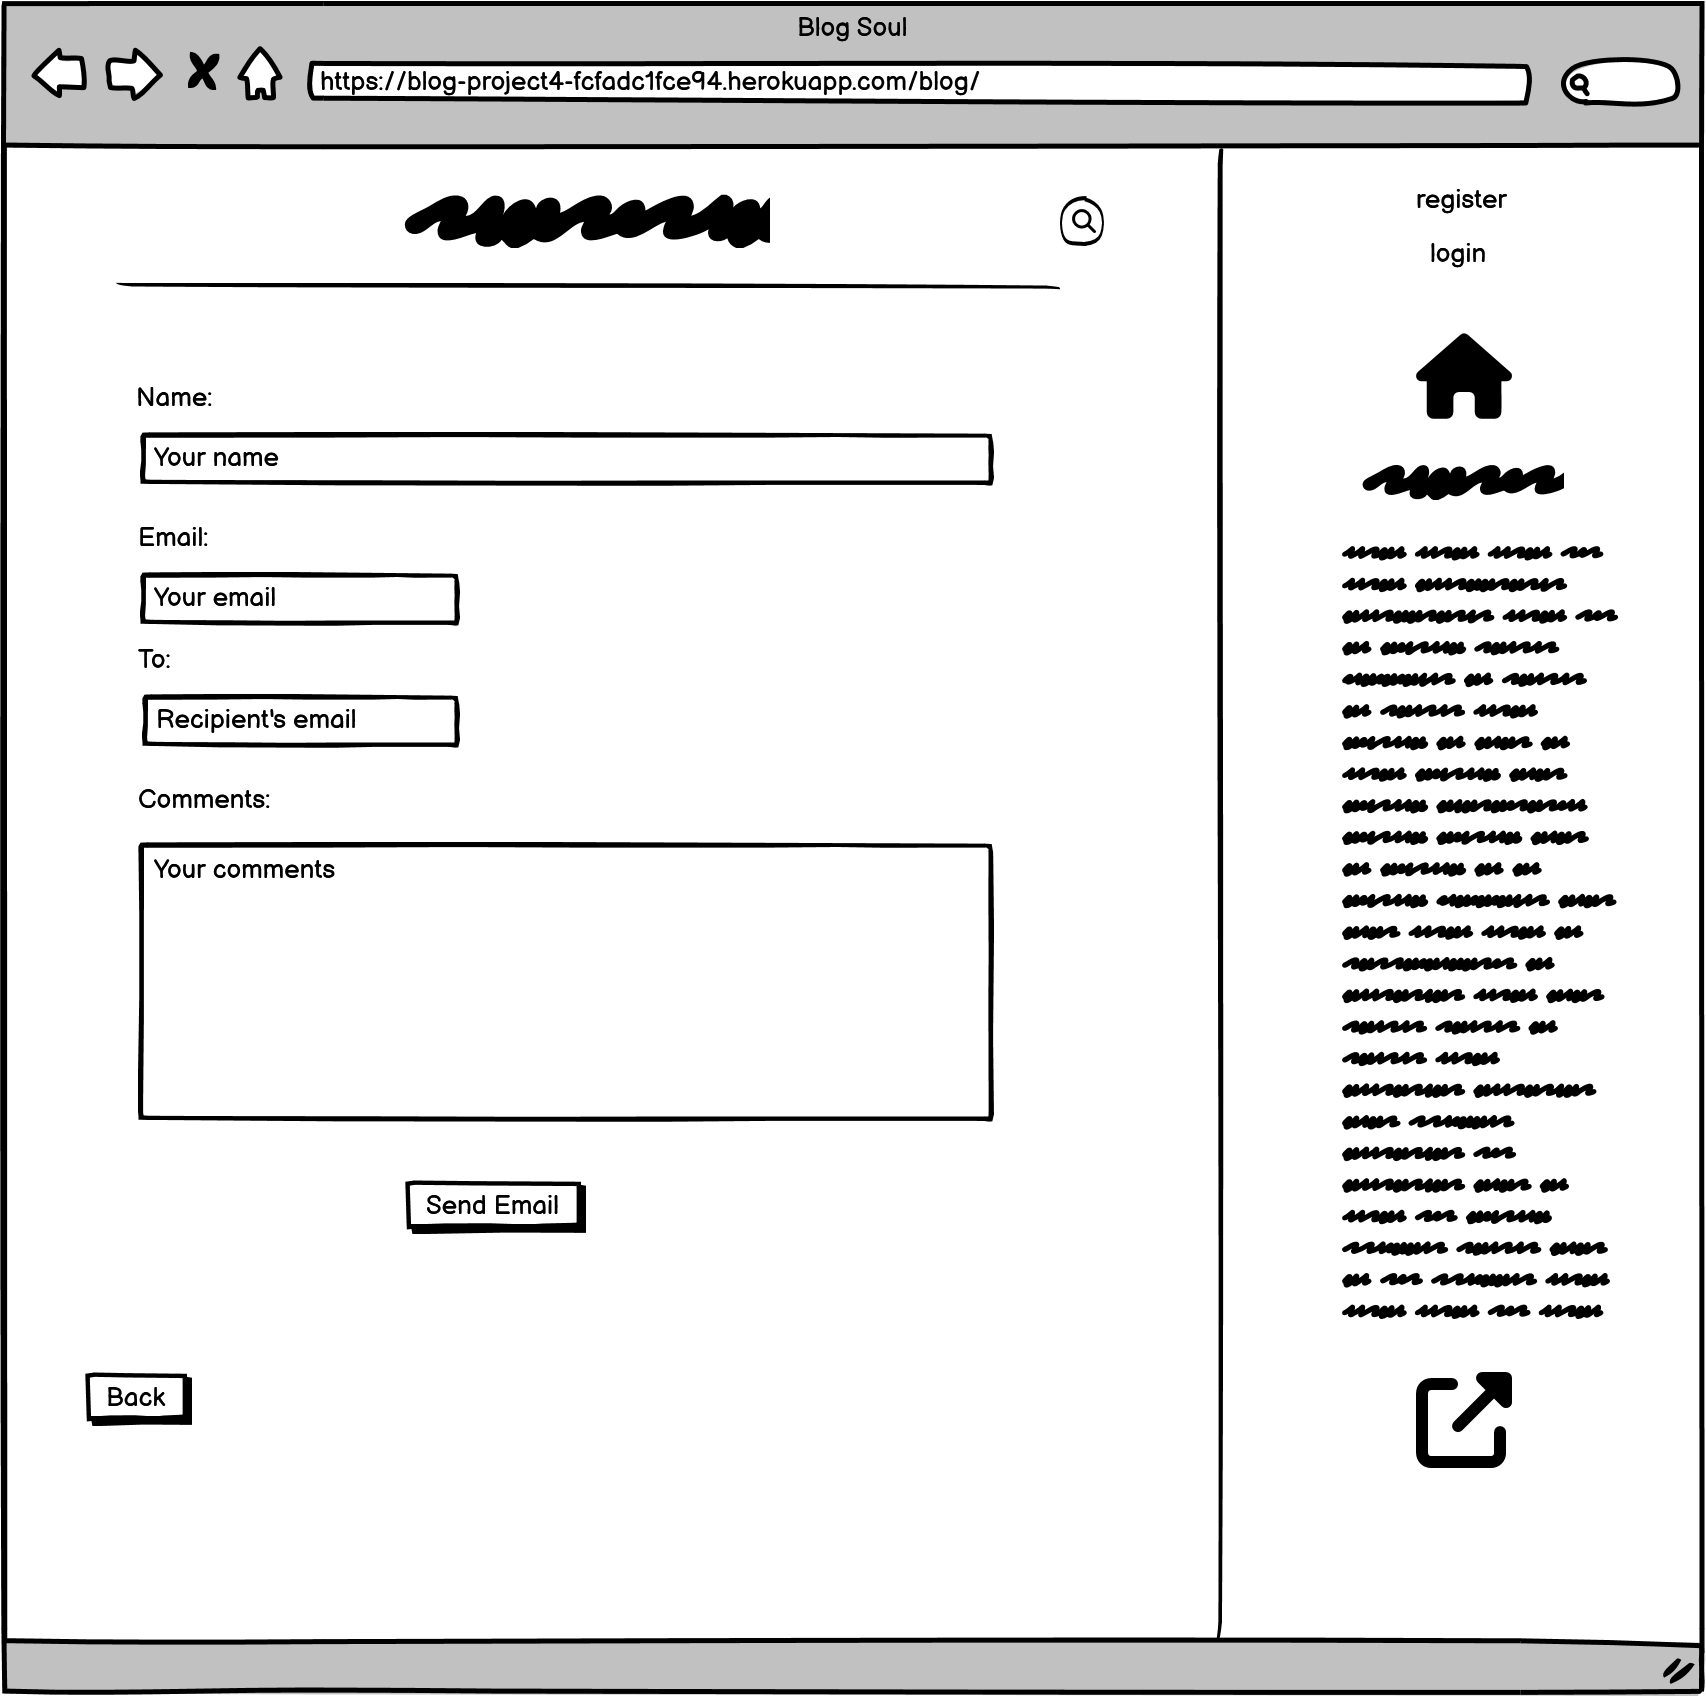 Blog Soul
https://blog-project4-fcfadc1fce94.herokuapp.com/blog/
register
login
Name:
Your name
Email:
Your email
To:
Recipient's email
Comments:
Your comments
Send Email
Back